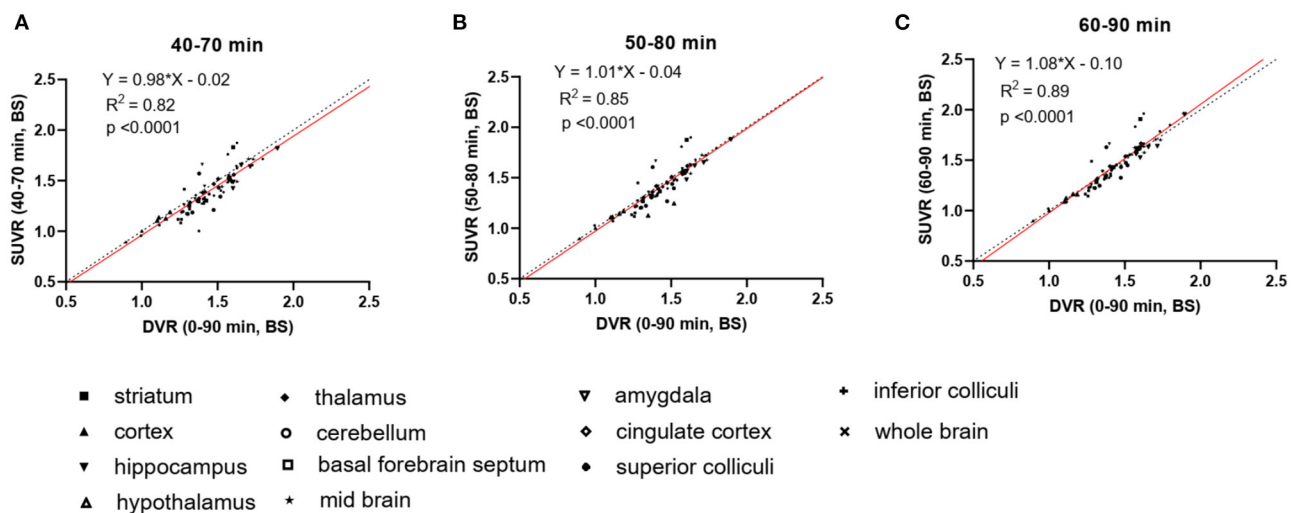 A
40-70 min
Y = 0.98*X - 0.02
R2 = 0.82
p <0.0001
SUVR (40-70 min, BS)
2.5
2.0
1.5
1.0
0.5
0.5 1.0 1.5 2.0 2.5
DVR (0-90 min, BS)
B
50-80 min
Y = 1.01*X - 0.04
R2 = 0.85
p <0.0001
SUVR (50-80 min, BS)
2.5
2.0
1.5
1.0
0.5
0.5 1.0 1.5 2.0 2.5
DVR (0-90 min, BS)
C
60-90 min
Y = 1.08*X - 0.10
R2 = 0.89
p <0.0001
SUVR (60-90 min, BS)
2.5
2.0
1.5
1.0
0.5
0.5 1.0 1.5 2.0 2.5
DVR (0-90 min, BS)
striatum
cortex
hippocampus
hypothalamus
thalamus
cerebellum
basal forebrain septum
mid brain
amygdala
cingulate cortex
superior colliculi
inferior colliculi
whole brain